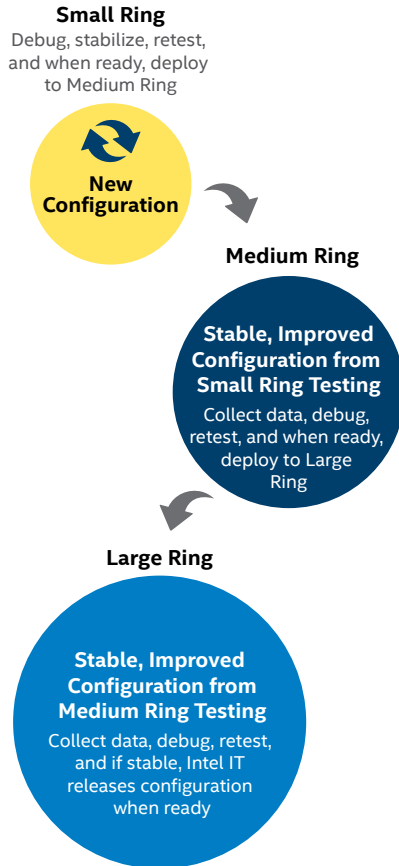 Small Ring
Debug, stabilize, retest,
and when ready, deploy
to Medium Ring
New
Configuration
Medium Ring
Stable, Improved
Configuration from
Small Ring Testing
Collect data, debug,
retest, and when ready,
deploy to Large
Ring
Large Ring
Stable, Improved
Configuration from
Medium Ring Testing
Collect data, debug, retest,
and if stable, Intel IT
releases configuration
when ready